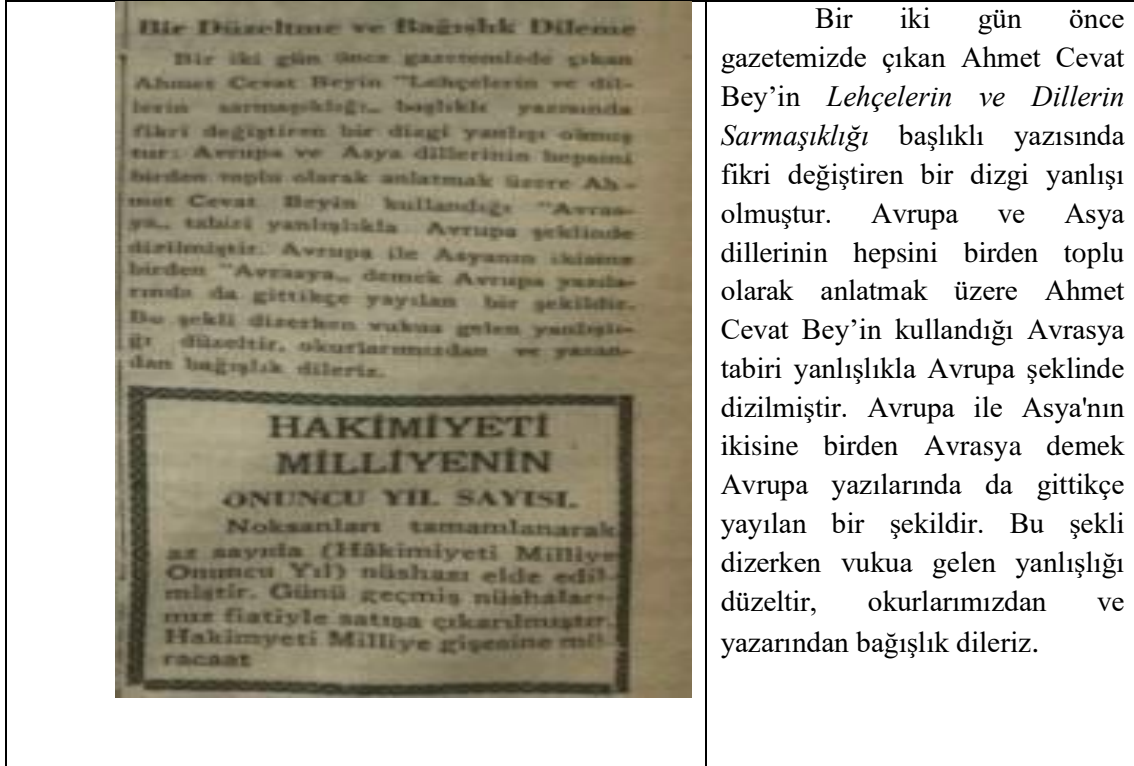 Bir Düzeltme ve Bağışlık Dileme
Bir iki gün önce gazetemizde çıkan
Ahmet Cevat Beyin "Lehçelerin ve dil-
lerin sarmaşıklığı„ başlıklı yazısında
fikri değiştiren bir dizgi yanlışı olmuş
tur: Avrupa ve Asya dillerinin hepsini
birden toplu olarak anlatmak üzere Ah-
met Cevat Beyin kullandığı "Avras-
ya„ tabiri yanlışlıkla Avrupa şeklinde
dizilmiştir. Avrupa ile Asyanın ikisine
birden "Avrasya„ demek Avrupa yazıla-
rında da gittikçe yayılan bir şekildir.
Bu şekli dizerken vukua gelen yanlışlı-
ğı düzeltir, okurlarımızdan ve yazan-
dan bağışlık dileriz.
HAKİMİYETİ
MİLLİYENİN
ONUNCU YIL SAYISI.
Noksanları tamamlanarak
az sayıda (Hâkimiyeti Milliye
Onuncu Yıl) nüshası elde edil-
miştir. Günü geçmiş nüshaları-
mız fiatiyle satışa çıkarılmıştır.
Hakimyeti Milliye gişesine mü-
racaat
Bir iki gün önce
gazetemizde çıkan Ahmet Cevat
Bey’in Lehçelerin ve Dillerin
Sarmaşıklığı başlıklı yazısında
fikri değiştiren bir dizgi yanlışı
olmuştur. Avrupa ve Asya
dillerinin hepsini birden toplu
olarak anlatmak üzere Ahmet
Cevat Bey’in kullandığı Avrasya
tabiri yanlışlıkla Avrupa şeklinde
dizilmiştir. Avrupa ile Asya'nın
ikisine birden Avrasya demek
Avrupa yazılarında da gittikçe
yayılan bir şekildir. Bu şekli
dizerken vukua gelen yanlışlığı
düzeltir, okurlarımızdan ve
yazarından bağışlık dileriz.